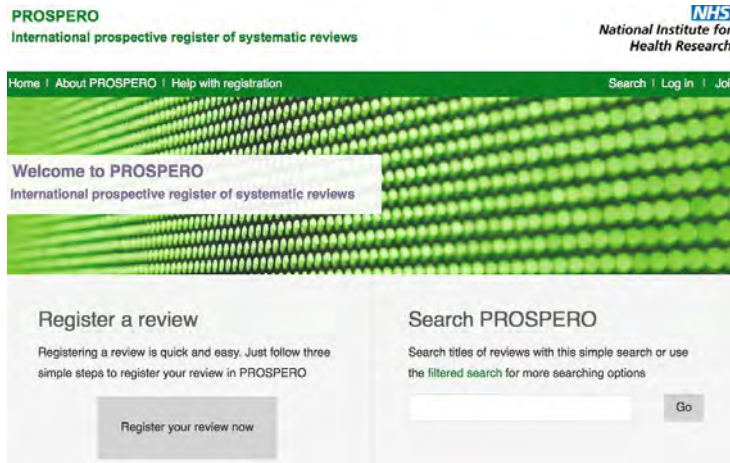 PROSPERO
International prospective register of systematic reviews
NHS
National Institute for
Health Research
Home | About PROSPERO | Help with registration
Search | Log in | Joi
Welcome to PROSPERO
International prospective register of systematic reviews
Register a review
Registering a review is quick and easy. Just follow three
simple steps to register your review in PROSPERO
Register your review now
Search PROSPERO
Search titles of reviews with this simple search or use
the filtered search for more searching options
Go